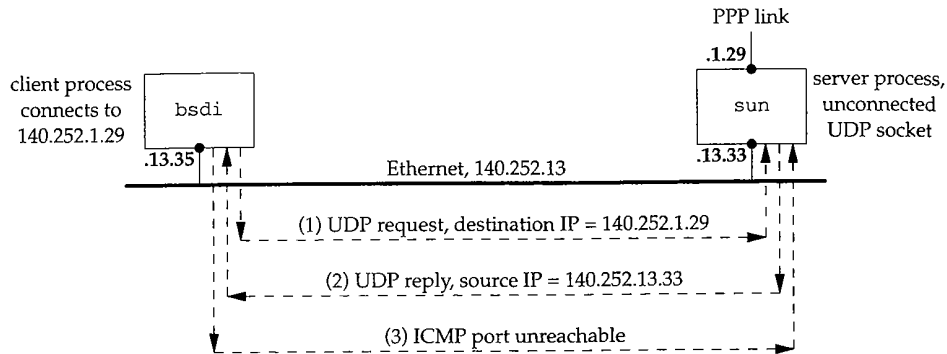 PPP link
.1.29
client process
connects to
140.252.1.29
bsdi
sun
server process,
unconnected
UDP socket
.13.35
.13.33
Ethernet, 140.252.13
(1) UDP request, destination IP = 140.252.1.29
(2) UDP reply, source IP = 140.252.13.33
(3) ICMP port unreachable